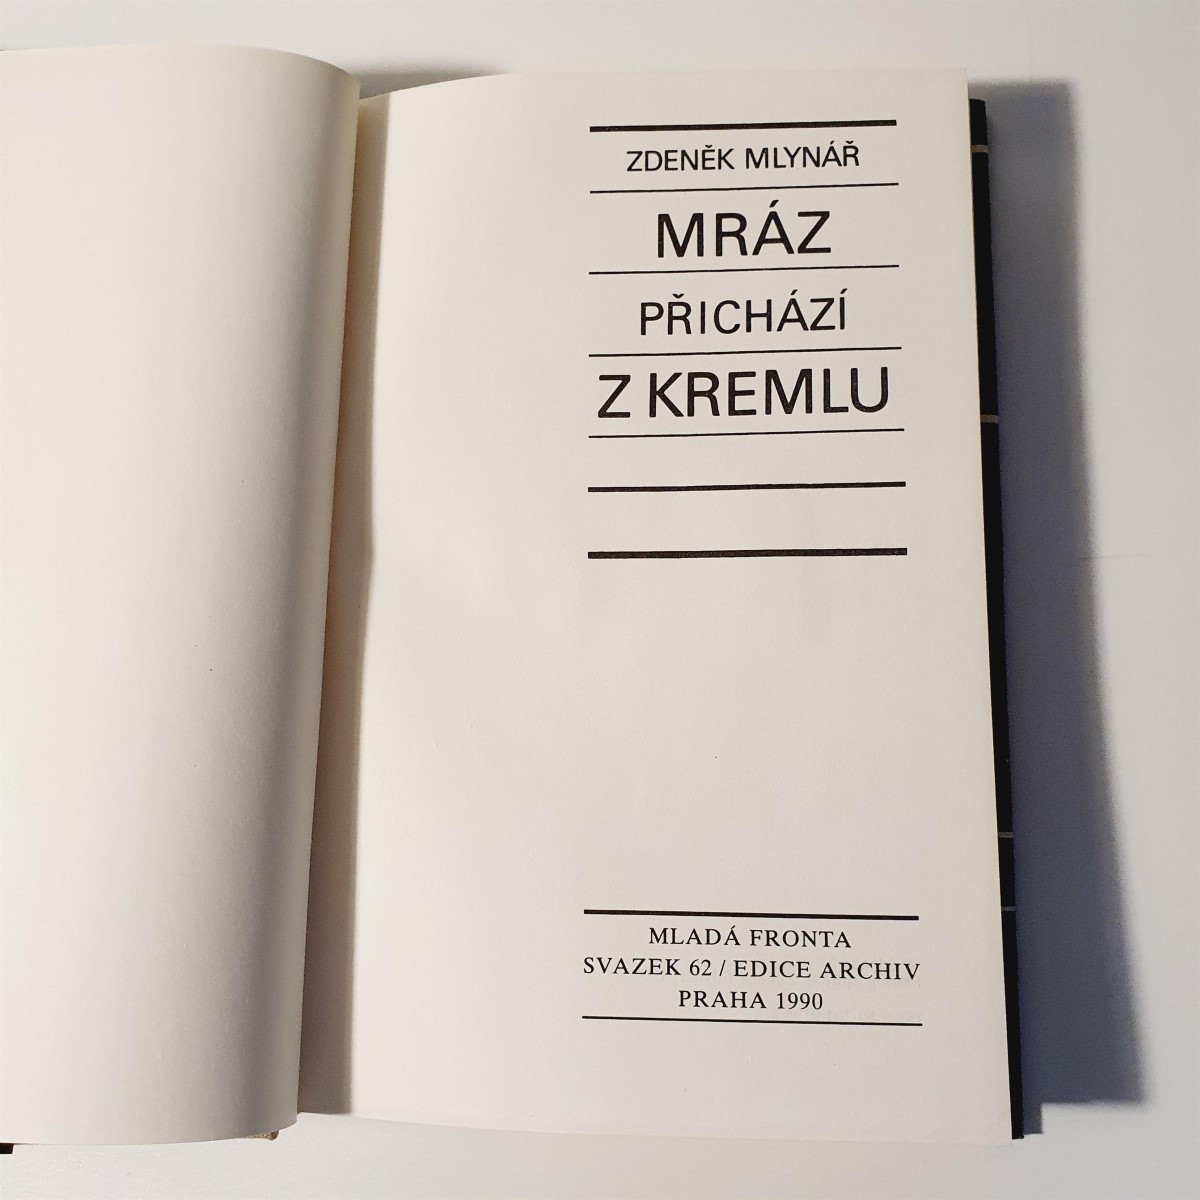 ZDENĚK MLYNÁŘ
MRÁZ
PŘICHÁZÍ
Z KREMLU
MLADÁ FRONTA
SVAZEK 62 / EDICE ARCHIV
PRAHA 1990